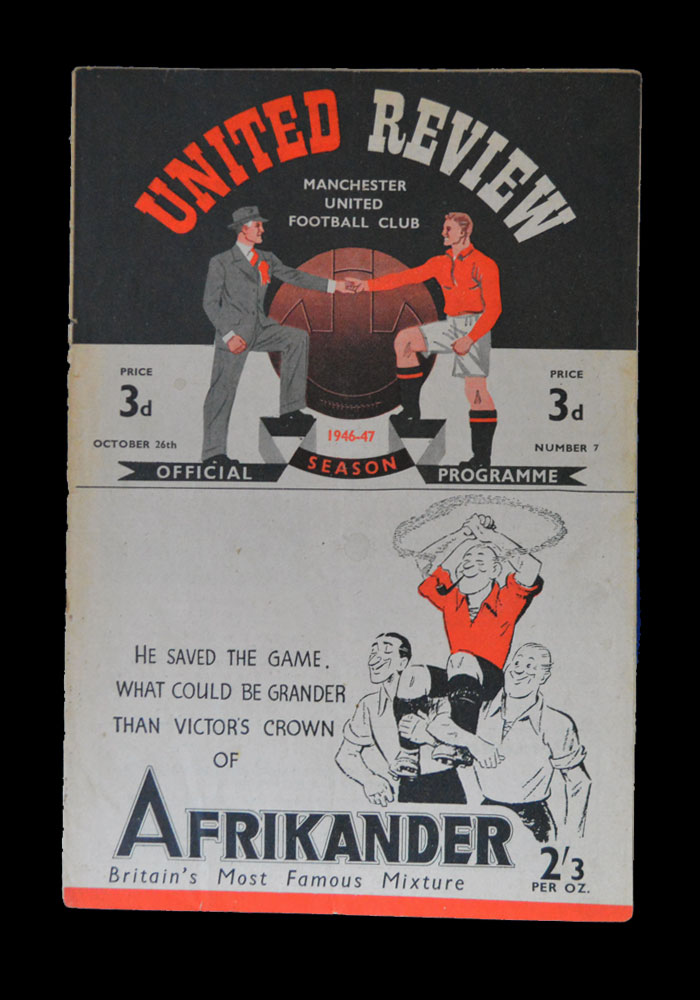 UNITED REVIEW
MANCHESTER
UNITED
FOOTBALL CLUB
PRICE
3d
OCTOBER 26th
PRICE
3d
NUMBER 7
1946-47
OFFICIAL SEASON PROGRAMME
HE SAVED THE GAME.
WHAT COULD BE GRANDER
THAN VICTOR'S CROWN
OF
AFRIKANDER
Britain's Most Famous Mixture
2/3
PER OZ.